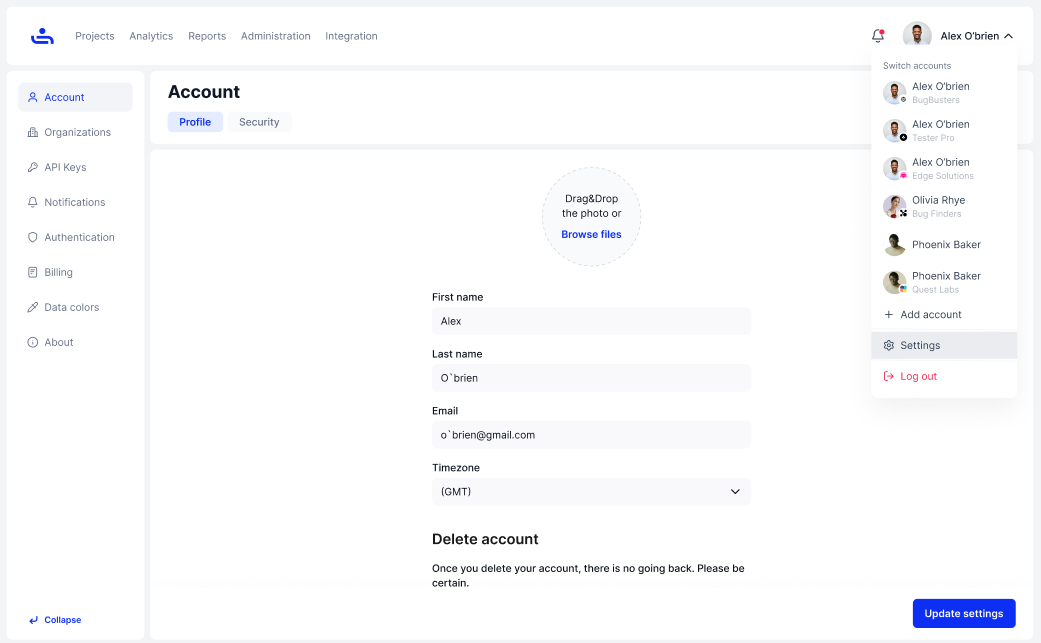 Projects
Analytics
Reports
Administration
Integration
Alex O'brien
Account
Organizations
API Keys
Notifications
Authentication
Billing
Data colors
About
Collapse
Account
Profile
Security
Drag&Drop
the photo or
Browse files
First name
Alex
Last name
O`brien
Email
o`brien@gmail.com
Timezone
(GMT)
Delete account
Once you delete your account, there is no going back. Please be
certain.
Update settings
Switch accounts
Alex O'brien
BugBusters
Alex O'brien
Tester Pro
Alex O'brien
Edge Solutions
Olivia Rhye
Bug Finders
Phoenix Baker
Phoenix Baker
Quest Labs
Add account
Settings
Log out